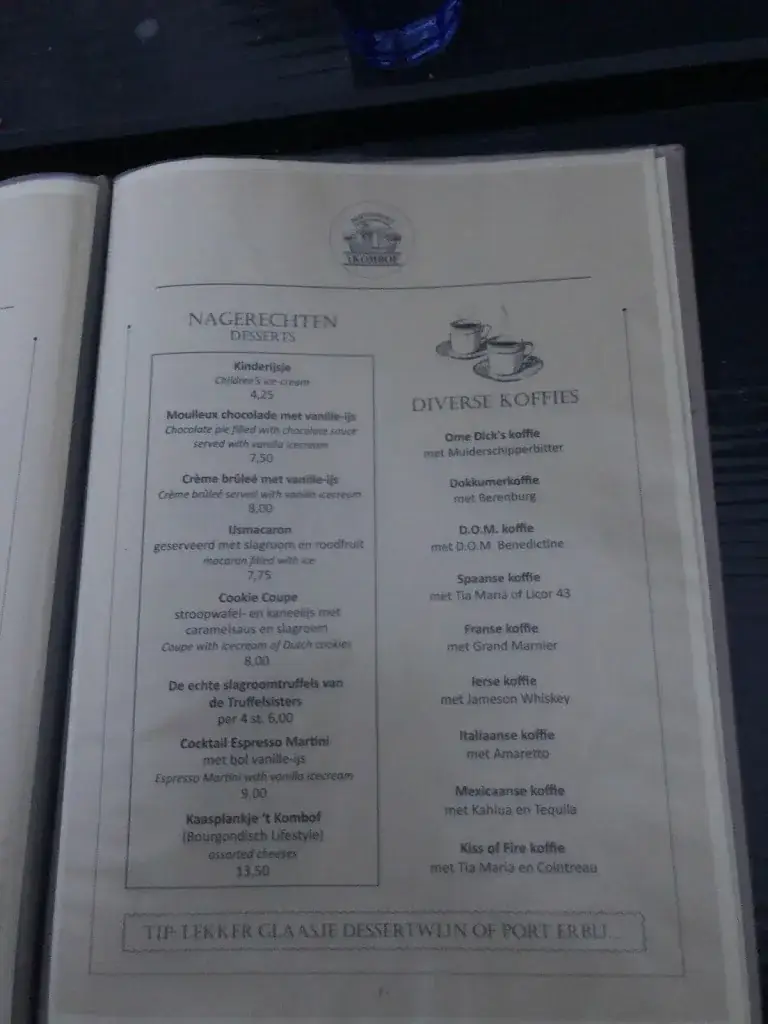 'T KOMBOF
NAGERECHTEN
DESSERTS
Kinderijsje
Children's ice-cream
4,25
Moulleux chocolade met vanille-ijs
Chocolate pie filled with chocolate sauce
served with vanilla icecream
7,50
Crème brûleé met vanille-ijs
Crème brûleé served with vanilla icecream
8,00
IJsmacaron
geserveerd met slagroom en roodfruit
macaron filled with ice
7,75
Cookie Coupe
stroopwafel- en kaneelijs met
caramelsaus en slagroom
Coupe with icecream of Dutch cookies
8,00
De echte slagroomtruffels van
de Truffelsisters
per 4 st. 6,00
Cocktail Espresso Martini
met bol vanille-ijs
Espresso Martini with vanilla icecream
9,00
Kaasplankje 't Kombof
(Bourgondisch Lifestyle)
assorted cheeses
13,50
DIVERSE KOFFIES
Ome Dick's koffie
met Muiderschipperbitter
Dokkumerkoffie
met Berenburg
D.O.M. koffie
met D.O.M Benedictine
Spaanse koffie
met Tia Maria of Licor 43
Franse koffie
met Grand Marnier
Ierse koffie
met Jameson Whiskey
Italiaanse koffie
met Amaretto
Mexicaanse koffie
met Kahlua en Tequila
Kiss of Fire koffie
met Tia Maria en Cointreau
TIP: LEKKER GLAASJE DESSERTWIJN OF PORT ERBIJ...